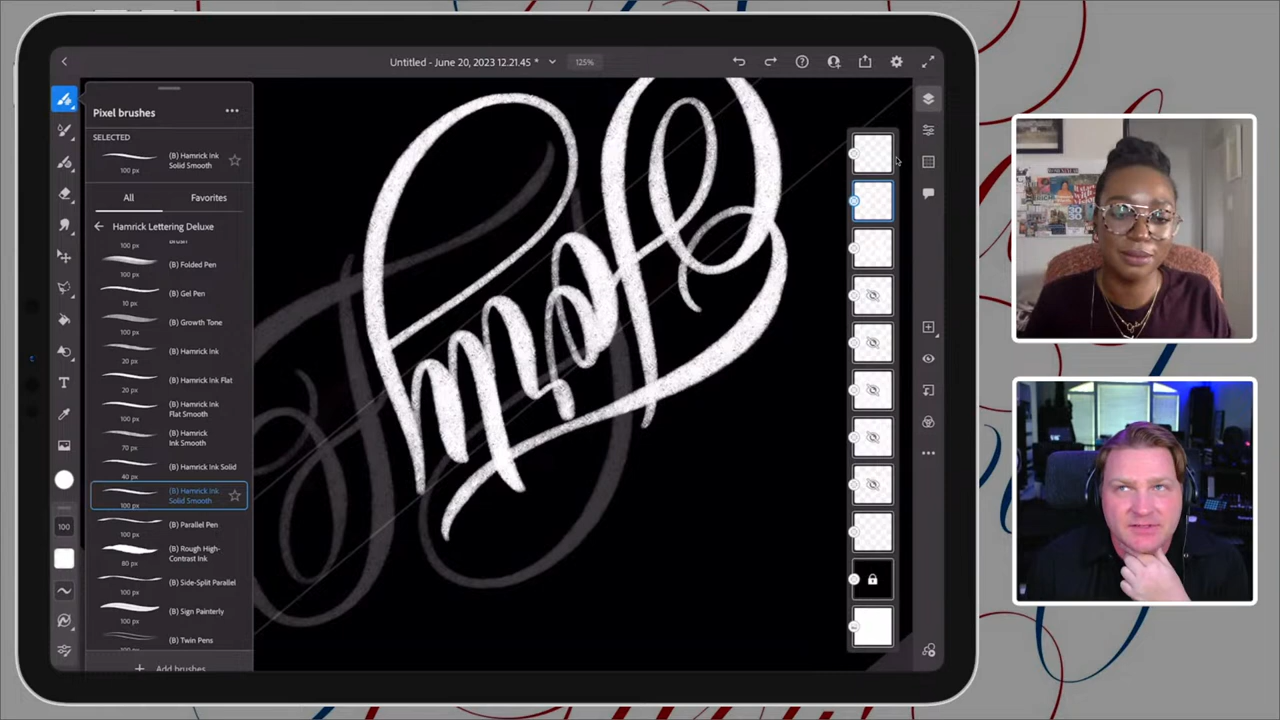 Untitled - June 20, 2023 12.21.45 *
125%
Pixel brushes
SELECTED
(B) Hamrick Ink
Solid Smooth
100 px
All
Favorites
Hamrick Lettering Deluxe
Brush
100 px
(B) Folded Pen
100 px
(B) Gel Pen
10 px
(B) Growth Tone
100 px
(B) Hamrick Ink
20 px
(B) Hamrick Ink Flat
20 px
(B) Hamrick Ink
Flat Smooth
100 px
(B) Hamrick
Ink Smooth
70 px
(B) Hamrick Ink Solid
40 px
(B) Hamrick Ink
Solid Smooth
100 px
(B) Parallel Pen
100 px
(B) Rough High-
Contrast Ink
80 px
(B) Side-Split Parallel
60 px
(B) Sign Painterly
100 px
(B) Twin Pens
100 px
Add brushes
T
100